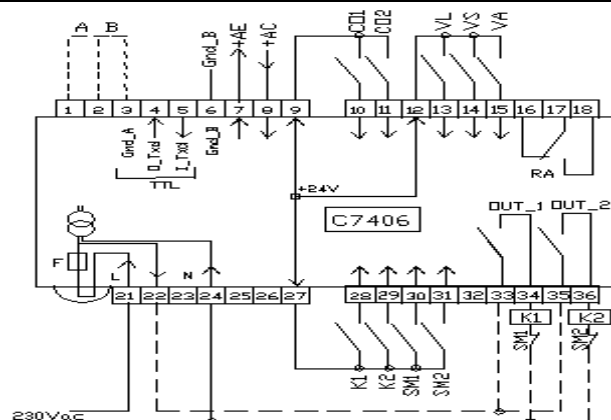 A B
Gnd_B
+AE
+AC
CO1
CO2
VL
VS
VA
1 2 3 4 5 6 7 8 9 10 11 12 13 14 15 16 17 18
Gnd_A
O_Txd
I_Txd
Gnd_B
TTL
RA
+24V
C7406
OUT_1 OUT_2
F
L N
21 22 23 24 25 26 27 28 29 30 31 32 33 34 35 36
K1 K2
SM1
SM2
K1
K2
SM1
SM2
230Vac